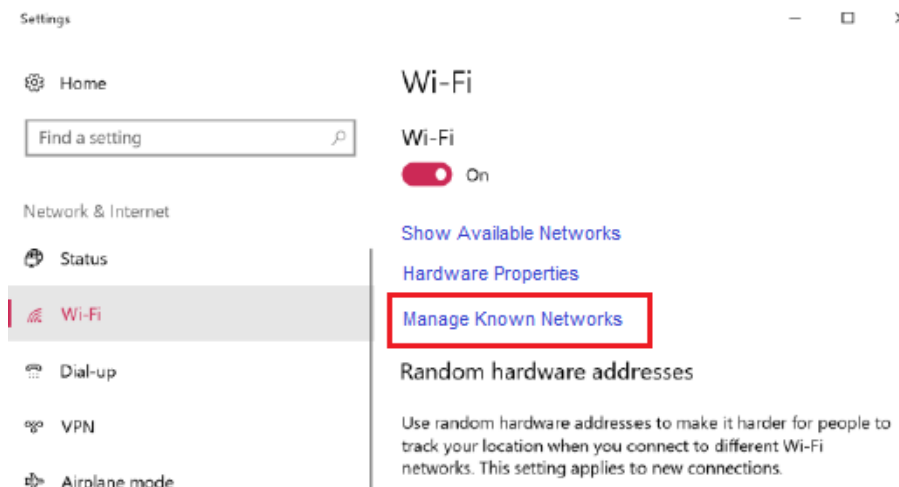 Settings
Home
Find a setting
Network & Internet
Status
Wi-Fi
Dial-up
VPN
Airplane mode
Wi-Fi
Wi-Fi
On
Show Available Networks
Hardware Properties
Manage Known Networks
Random hardware addresses
Use random hardware addresses to make it harder for people to
track your location when you connect to different Wi-Fi
networks. This setting applies to new connections.